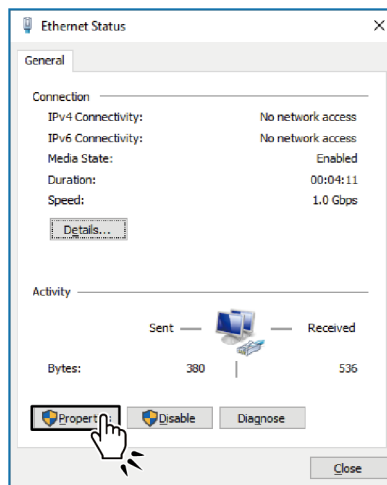 Ethernet Status
General
Connection
IPv4 Connectivity: No network access
IPv6 Connectivity: No network access
Media State: Enabled
Duration: 00:04:11
Speed: 1.0 Gbps
Details...
Activity
Sent Received
Bytes: 380 536
Disable Diagnose
Close